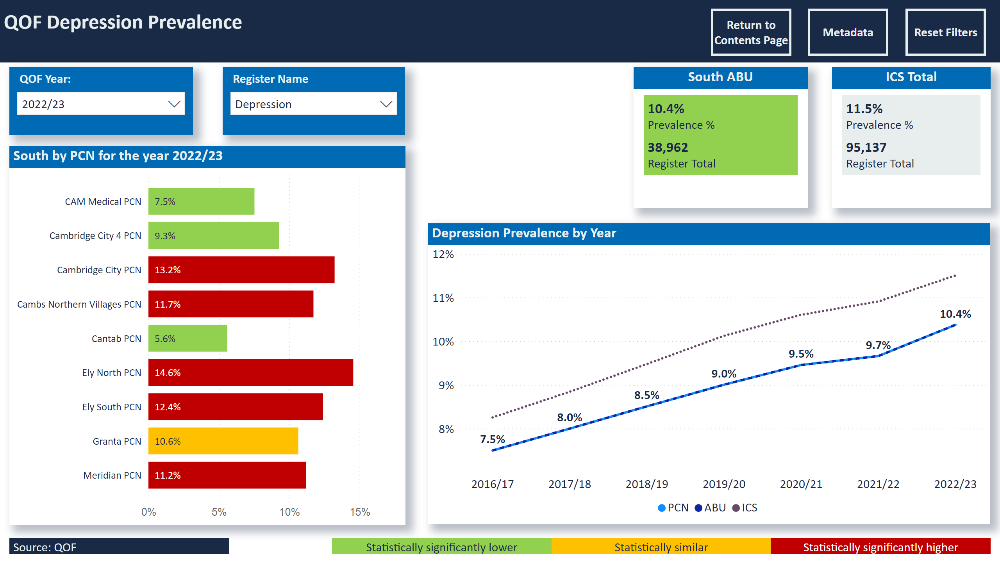 QOF Depression Prevalence
Return to
Contents Page
Metadata
Reset Filters
QOF Year:
2022/23
Register Name
Depression
South ABU
10.4%
Prevalence %
38,962
Register Total
ICS Total
11.5%
Prevalence %
95,137
Register Total
South by PCN for the year 2022/23
CAM Medical PCN 7.5%
Cambridge City 4 PCN 9.3%
Cambridge City PCN 13.2%
Cambs Northern Villages PCN 11.7%
Cantab PCN 5.6%
Ely North PCN 14.6%
Ely South PCN 12.4%
Granta PCN 10.6%
Meridian PCN 11.2%
0% 5% 10% 15%
Depression Prevalence by Year
12%
11%
10%
9%
8%
7.5%
8.0%
8.5%
9.0%
9.5%
9.7%
10.4%
2016/17 2017/18 2018/19 2019/20 2020/21 2021/22 2022/23
PCN ABU ICS
Source: QOF
Statistically significantly lower
Statistically similar
Statistically significantly higher